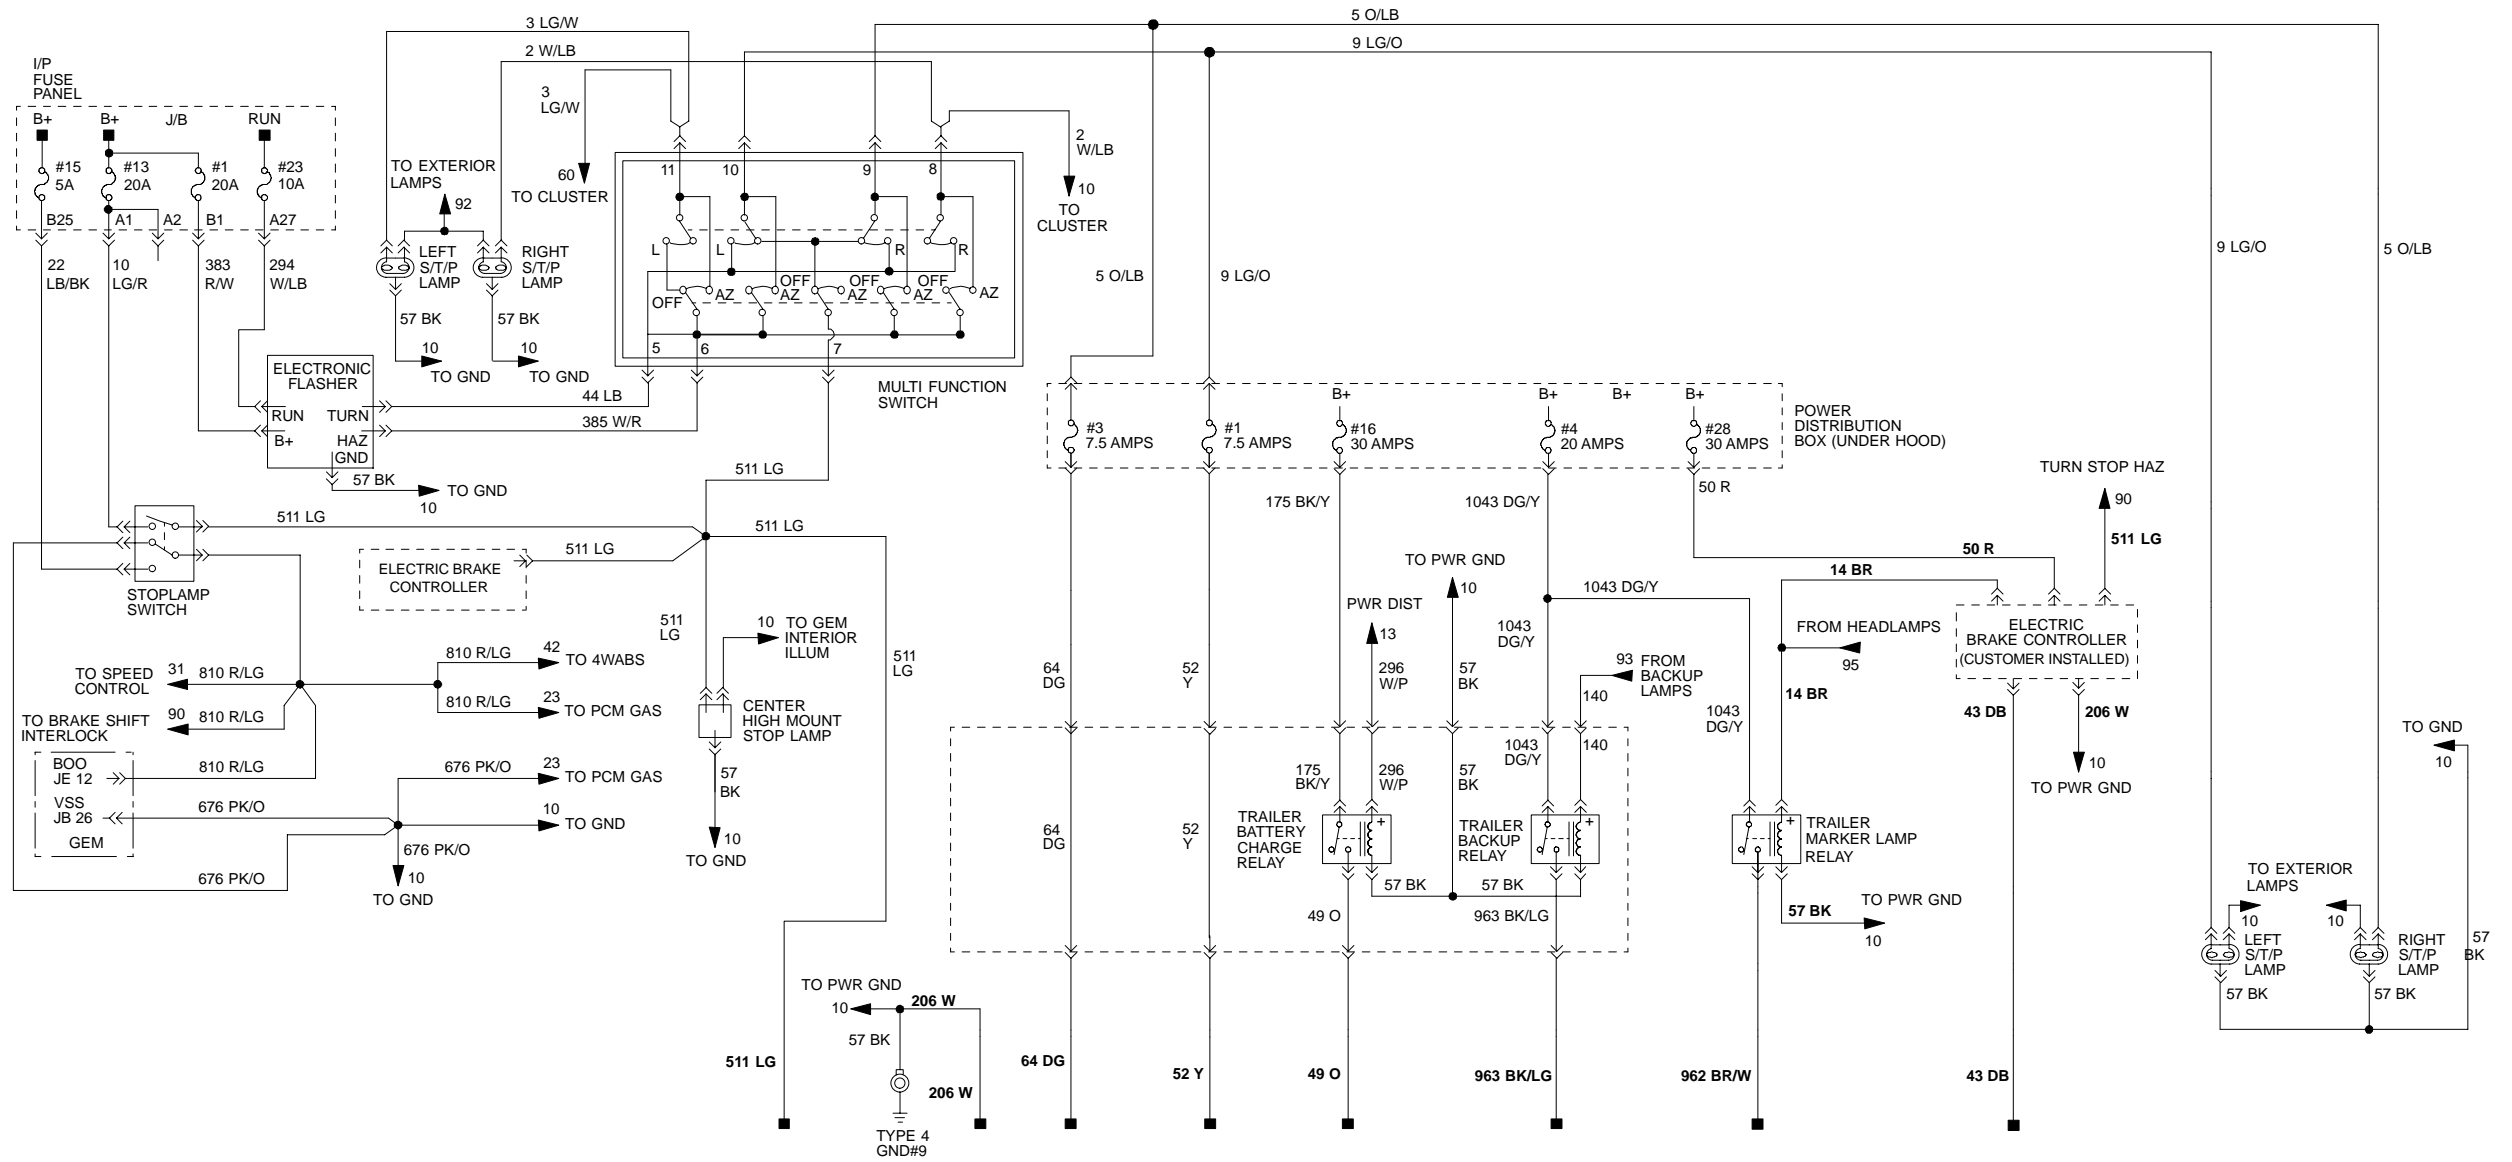 3 LG/W
5 O/LB
2 W/LB
9 LG/O
I/P
FUSE
PANEL
B+
B+
J/B
RUN
#15
5A
#13
20A
#1
20A
#23
10A
B25
A1
A2
B1
A27
22
LB/BK
10
LG/R
383
R/W
294
W/LB
TO EXTERIOR
LAMPS
92
LEFT
S/T/P
LAMP
RIGHT
S/T/P
LAMP
57 BK
57 BK
10
TO GND
10
TO GND
3
LG/W
60
TO CLUSTER
2
W/LB
10
TO
CLUSTER
11
10
9
8
L
L
R
R
OFF
AZ
AZ
OFF
AZ
OFF
AZ
OFF
AZ
5
6
7
MULTI FUNCTION
SWITCH
5 O/LB
9 LG/O
9 LG/O
5 O/LB
ELECTRONIC
FLASHER
RUN
TURN
B+
HAZ
GND
44 LB
385 W/R
57 BK
TO GND
10
511 LG
511 LG
511 LG
511 LG
ELECTRIC BRAKE
CONTROLLER
STOPLAMP
SWITCH
B+
B+
B+
B+
#3
7.5 AMPS
#1
7.5 AMPS
#16
30 AMPS
#4
20 AMPS
#28
30 AMPS
POWER
DISTRIBUTION
BOX (UNDER HOOD)
175 BK/Y
1043 DG/Y
50 R
TURN STOP HAZ
90
511 LG
50 R
14 BR
TO PWR GND
10
1043 DG/Y
PWR DIST
13
1043
DG/Y
FROM HEADLAMPS
95
ELECTRIC
BRAKE CONTROLLER
(CUSTOMER INSTALLED)
511
LG
10
TO GEM
INTERIOR
ILLUM
511
LG
TO SPEED
CONTROL
31
810 R/LG
810 R/LG
42
TO 4WABS
810 R/LG
23
TO PCM GAS
TO BRAKE SHIFT
INTERLOCK
90
810 R/LG
BOO
JE 12
810 R/LG
VSS
JB 26
GEM
676 PK/O
676 PK/O
23
TO PCM GAS
10
TO GND
676 PK/O
10
TO GND
676 PK/O
CENTER
HIGH MOUNT
STOP LAMP
57
BK
10
TO GND
64
DG
52
Y
296
W/P
57
BK
93
FROM
BACKUP
LAMPS
140
14 BR
1043
DG/Y
43 DB
206 W
10
TO PWR GND
TO GND
10
1043
DG/Y
140
175
BK/Y
296
W/P
57
BK
64
DG
52
Y
TRAILER
BATTERY
CHARGE
RELAY
+
TRAILER
BACKUP
RELAY
+
TRAILER
MARKER LAMP
RELAY
+
57 BK
57 BK
49 O
963 BK/LG
57 BK
TO PWR GND
10
TO EXTERIOR
LAMPS
10
10
LEFT
S/T/P
LAMP
RIGHT
S/T/P
LAMP
57
BK
57 BK
57 BK
TO PWR GND
10
206 W
57 BK
206 W
TYPE 4
GND#9
511 LG
64 DG
52 Y
49 O
963 BK/LG
962 BR/W
43 DB